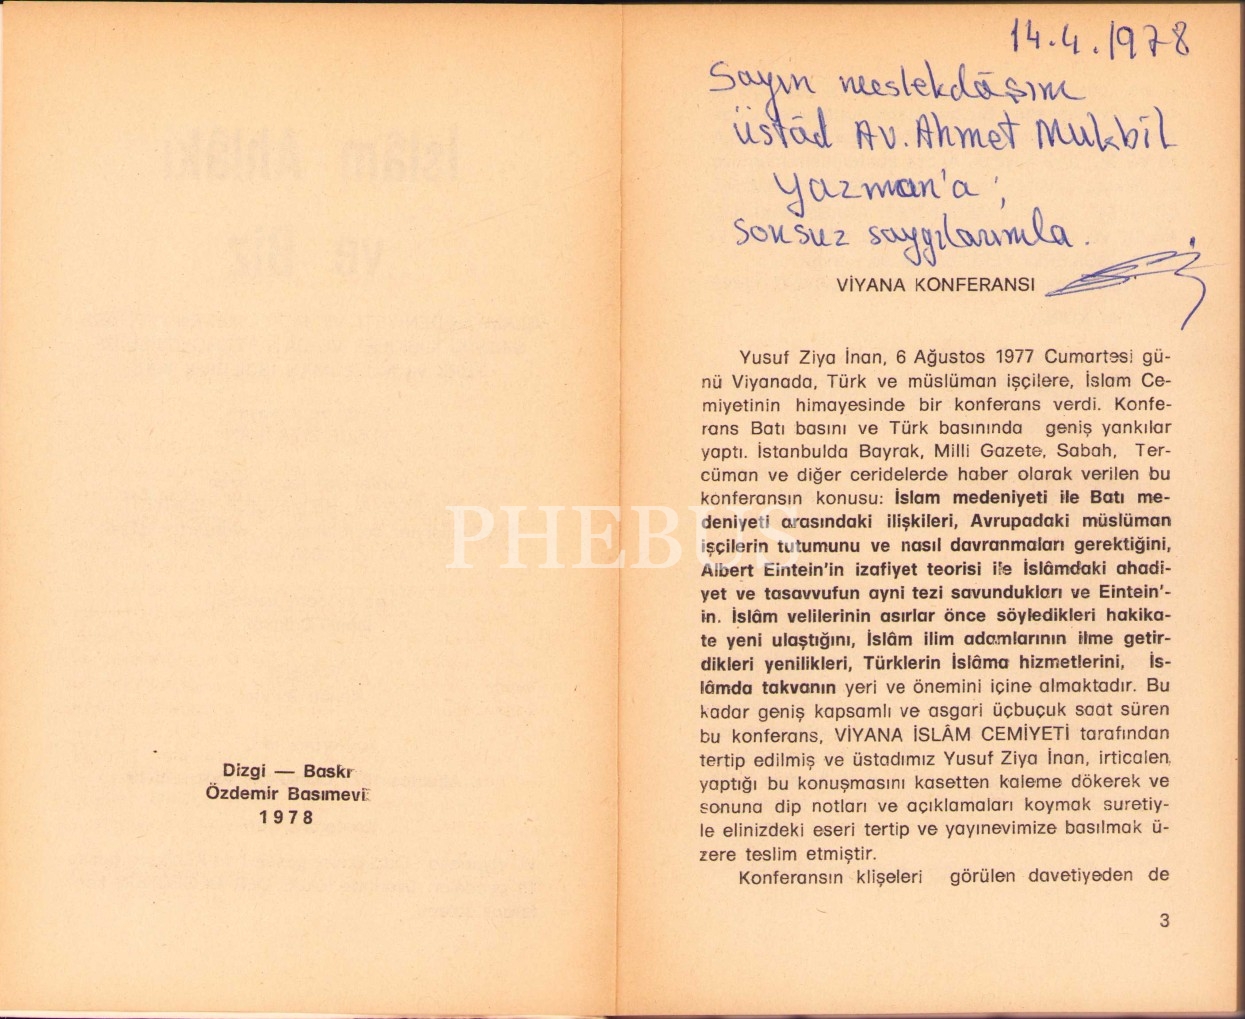 Dizgi — Baskı
Özdemir Basımevi
1978
14.4.1978
Sayın meslekdâşım
üstâd Av. Ahmet Mukbil
Yazman'a;
sonsuz saygılarımla.
VİYANA KONFERANSI
Yusuf Ziya İnan, 6 Ağustos 1977 Cumartesi gü-
nü Viyanada, Türk ve müslüman işçilere, İslam Ce-
miyetinin himayesinde bir konferans verdi. Konfe-
rans Batı basını ve Türk basınında geniş yankılar
yaptı. İstanbulda Bayrak, Milli Gazete, Sabah, Ter-
cüman ve diğer ceridelerde haber olarak verilen bu
konferansın konusu: İslam medeniyeti ile Batı me-
deniyeti arasındaki ilişkileri, Avrupadaki müslüman
işçilerin tutumunu ve nasıl davranmaları gerektiğini,
Albert Eintein'in izafiyet teorisi ile İslâmdaki ahadi-
yet ve tasavvufun ayni tezi savundukları ve Eintein'-
in. İslâm velilerinin asırlar önce söyledikleri hakika-
te yeni ulaştığını, İslâm ilim adamlarının ilme getir-
dikleri yenilikleri, Türklerin İslâma hizmetlerini, İs-
lâmda takvanın yeri ve önemini içine almaktadır. Bu
kadar geniş kapsamlı ve asgari üçbuçuk saat süren
bu konferans, VİYANA İSLÂM CEMİYETİ tarafından
tertip edilmiş ve üstadımız Yusuf Ziya İnan, irticalen
yaptığı bu konuşmasını kasetten kaleme dökerek ve
sonuna dip notları ve açıklamaları koymak suretiy-
le elinizdeki eseri tertip ve yayınevimize basılmak ü-
zere teslim etmiştir.
Konferansın klişeleri görülen davetiyeden de
3
PHEBUS